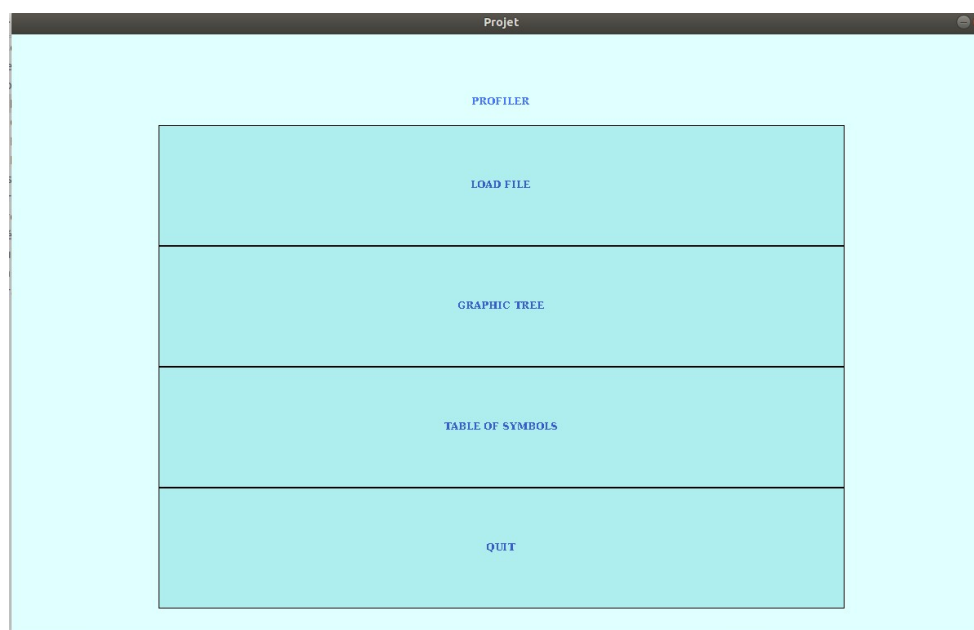 Projet
PROFILER
LOAD FILE
GRAPHIC TREE
TABLE OF SYMBOLS
QUIT